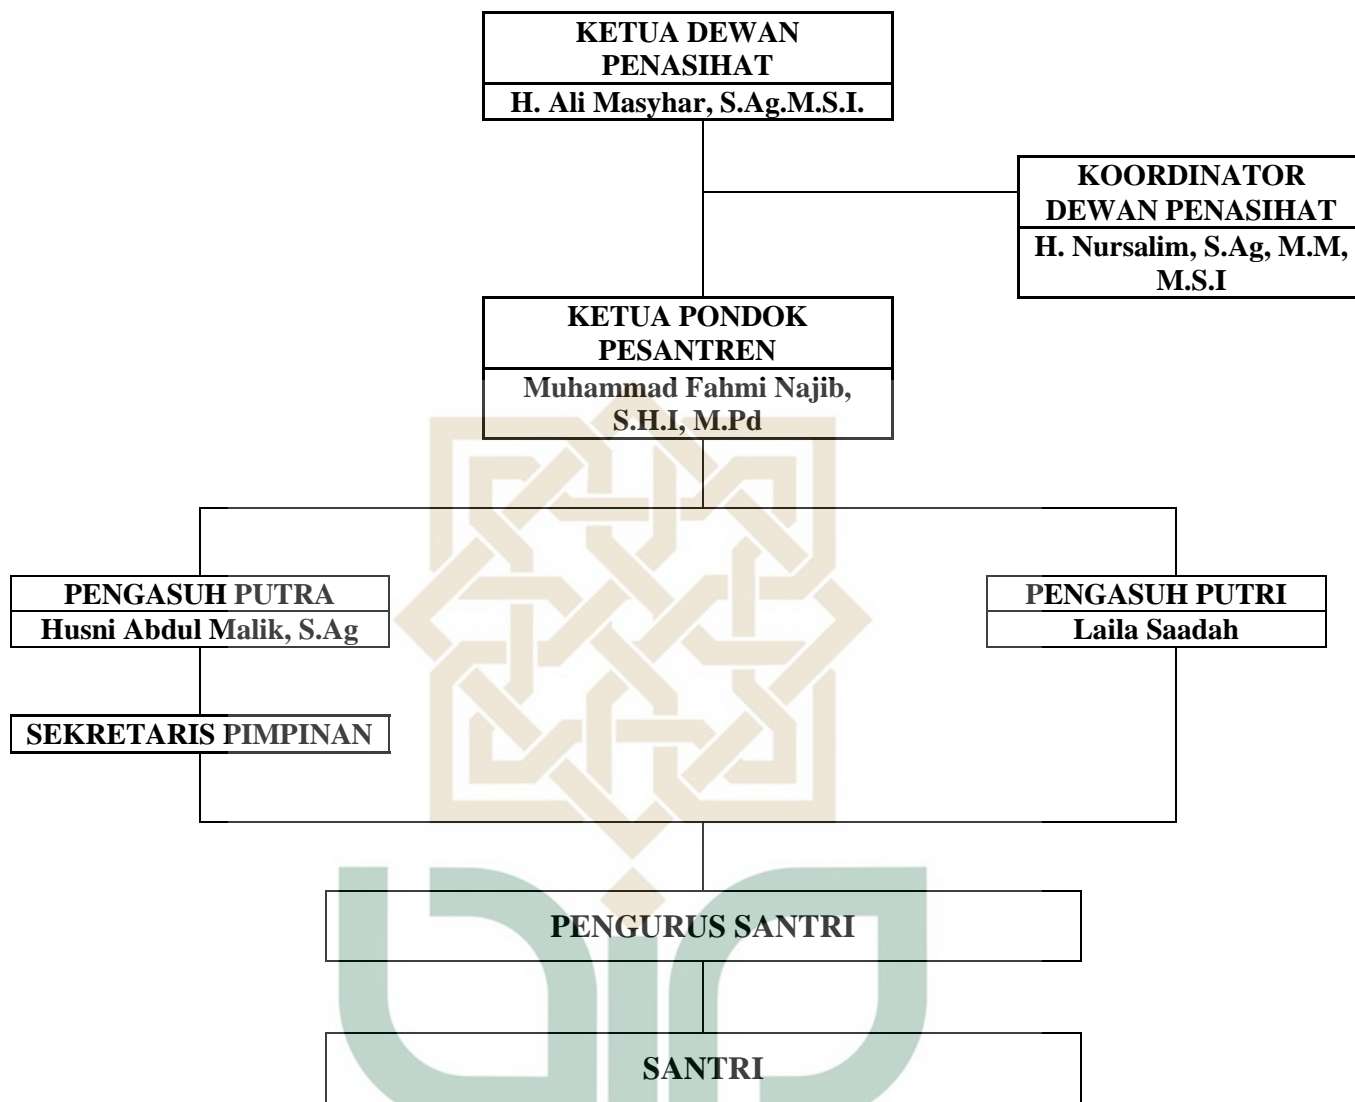 KETUA DEWAN
PENASIHAT
H. Ali Masyhar, S.Ag.M.S.I.
KOORDINATOR
DEWAN PENASIHAT
H. Nursalim, S.Ag, M.M,
M.S.I
KETUA PONDOK
PESANTREN
Muhammad Fahmi Najib,
S.H.I, M.Pd
PENGASUH PUTRA
Husni Abdul Malik, S.Ag
PENGASUH PUTRI
Laila Saadah
SEKRETARIS PIMPINAN
PENGURUS SANTRI
SANTRI